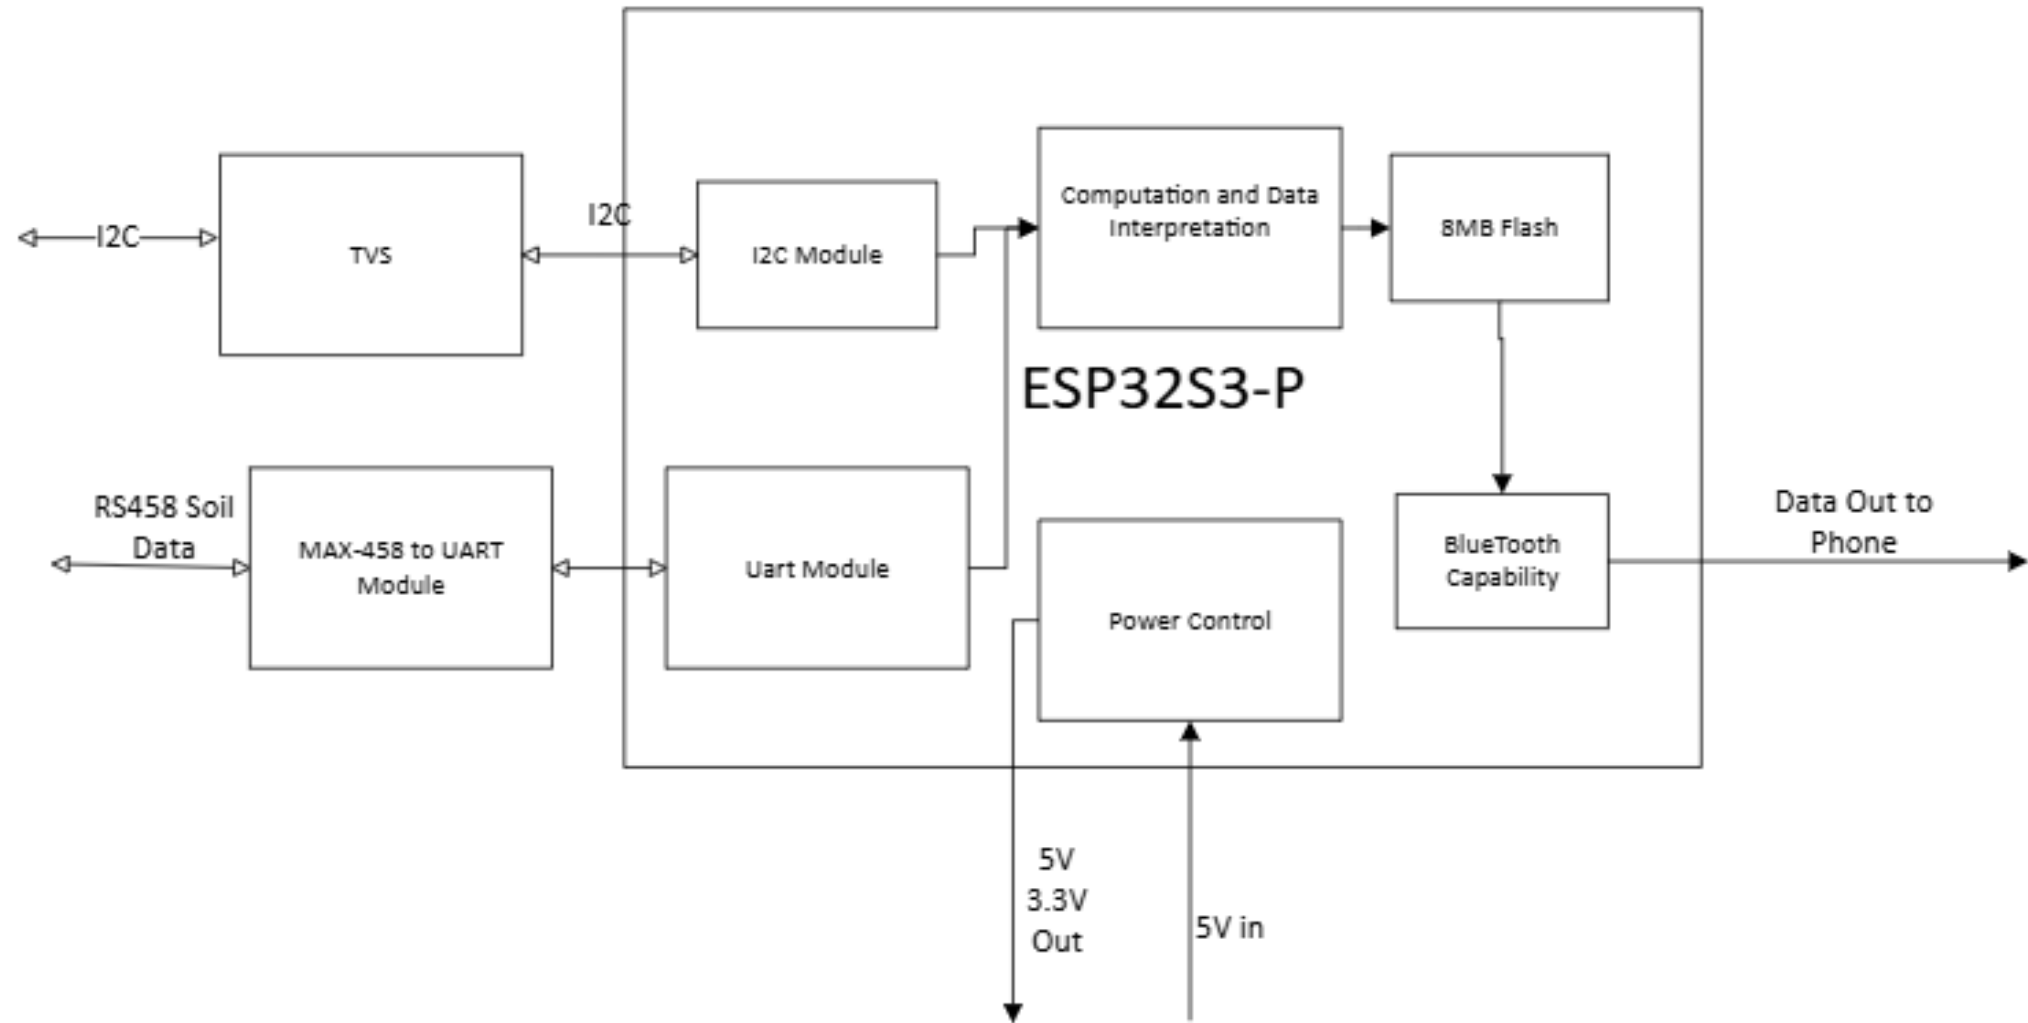 I2C
TVS
I2C
I2C Module
Computation and Data
Interpretation
8MB Flash
ESP32S3-P
RS458 Soil
Data
MAX-458 to UART
Module
Uart Module
Power Control
BlueTooth
Capability
Data Out to
Phone
5V
3.3V
Out
5V in